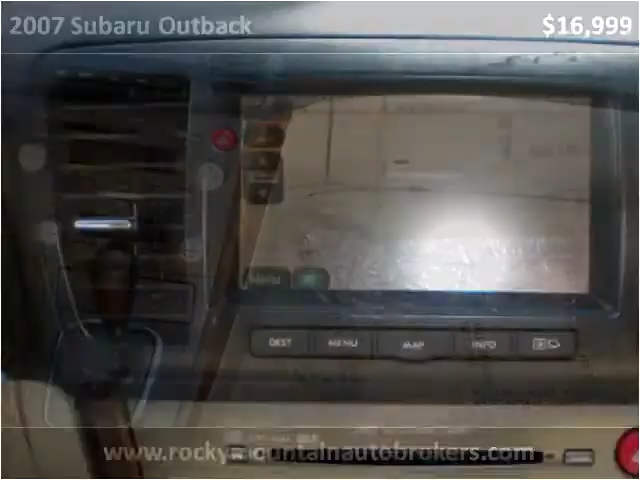 2007 Subaru Outback $16,999
DEST MENU MAP INFO
www.rockymountainautobrokers.com